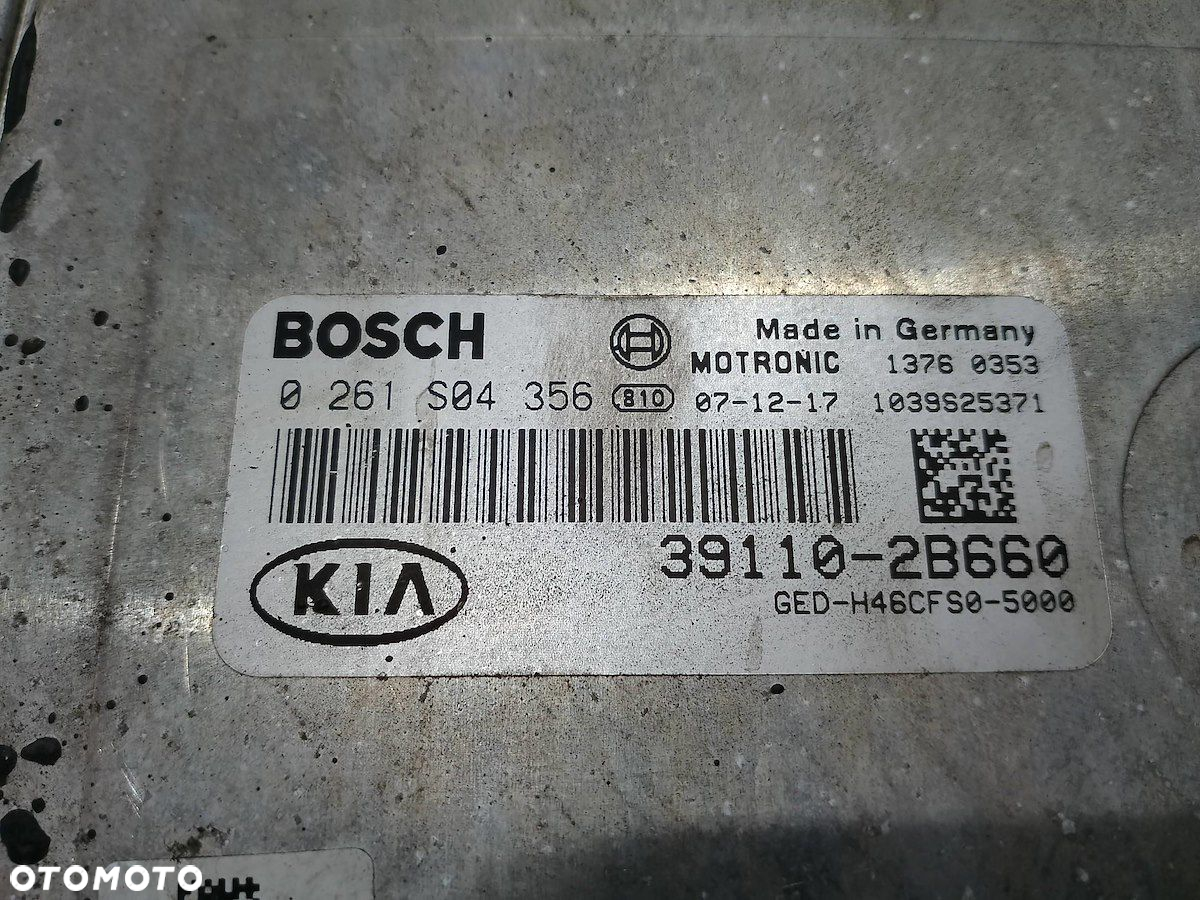 BOSCH
Made in Germany
MOTRONIC 1376 0353
0 261 S04 356 810 07-12-17 1039S25371
39110-2B660
KIA
GED-H46CFS0-5000
OTOMOTO